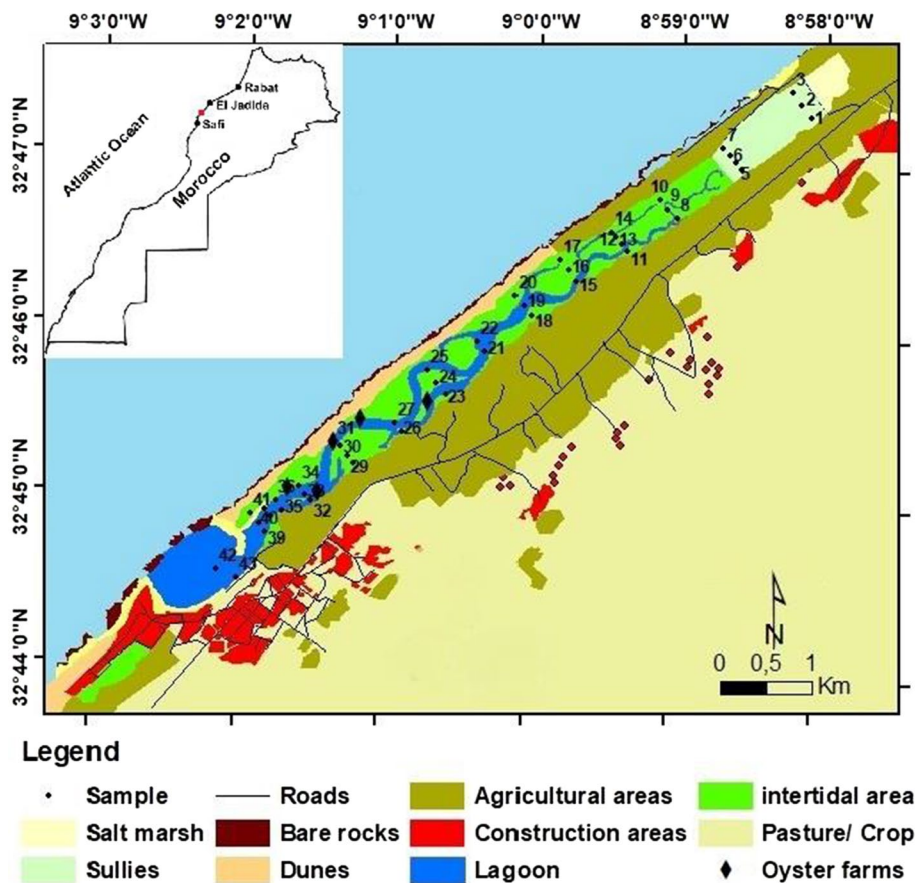 9°3'0"W 9°2'0"W 9°1'0"W 9°0'0"W 8°59'0"W 8°58'0"W
Rabat
El Jadida
Safi
Atlantic Ocean
Morocco
32°47'0"N
32°46'0"N
32°45'0"N
32°44'0"N
3
2
1
7
6
5
10
9
8
14
12
13
11
17
16
15
20
19
18
22
21
25
24
23
27
26
31
30
29
34
35
32
41
40
39
42
43
N
0 0,5 1
Km
Legend
Sample Roads Agricultural areas intertidal area
Salt marsh Bare rocks Construction areas Pasture/ Crop
Sullies Dunes Lagoon Oyster farms